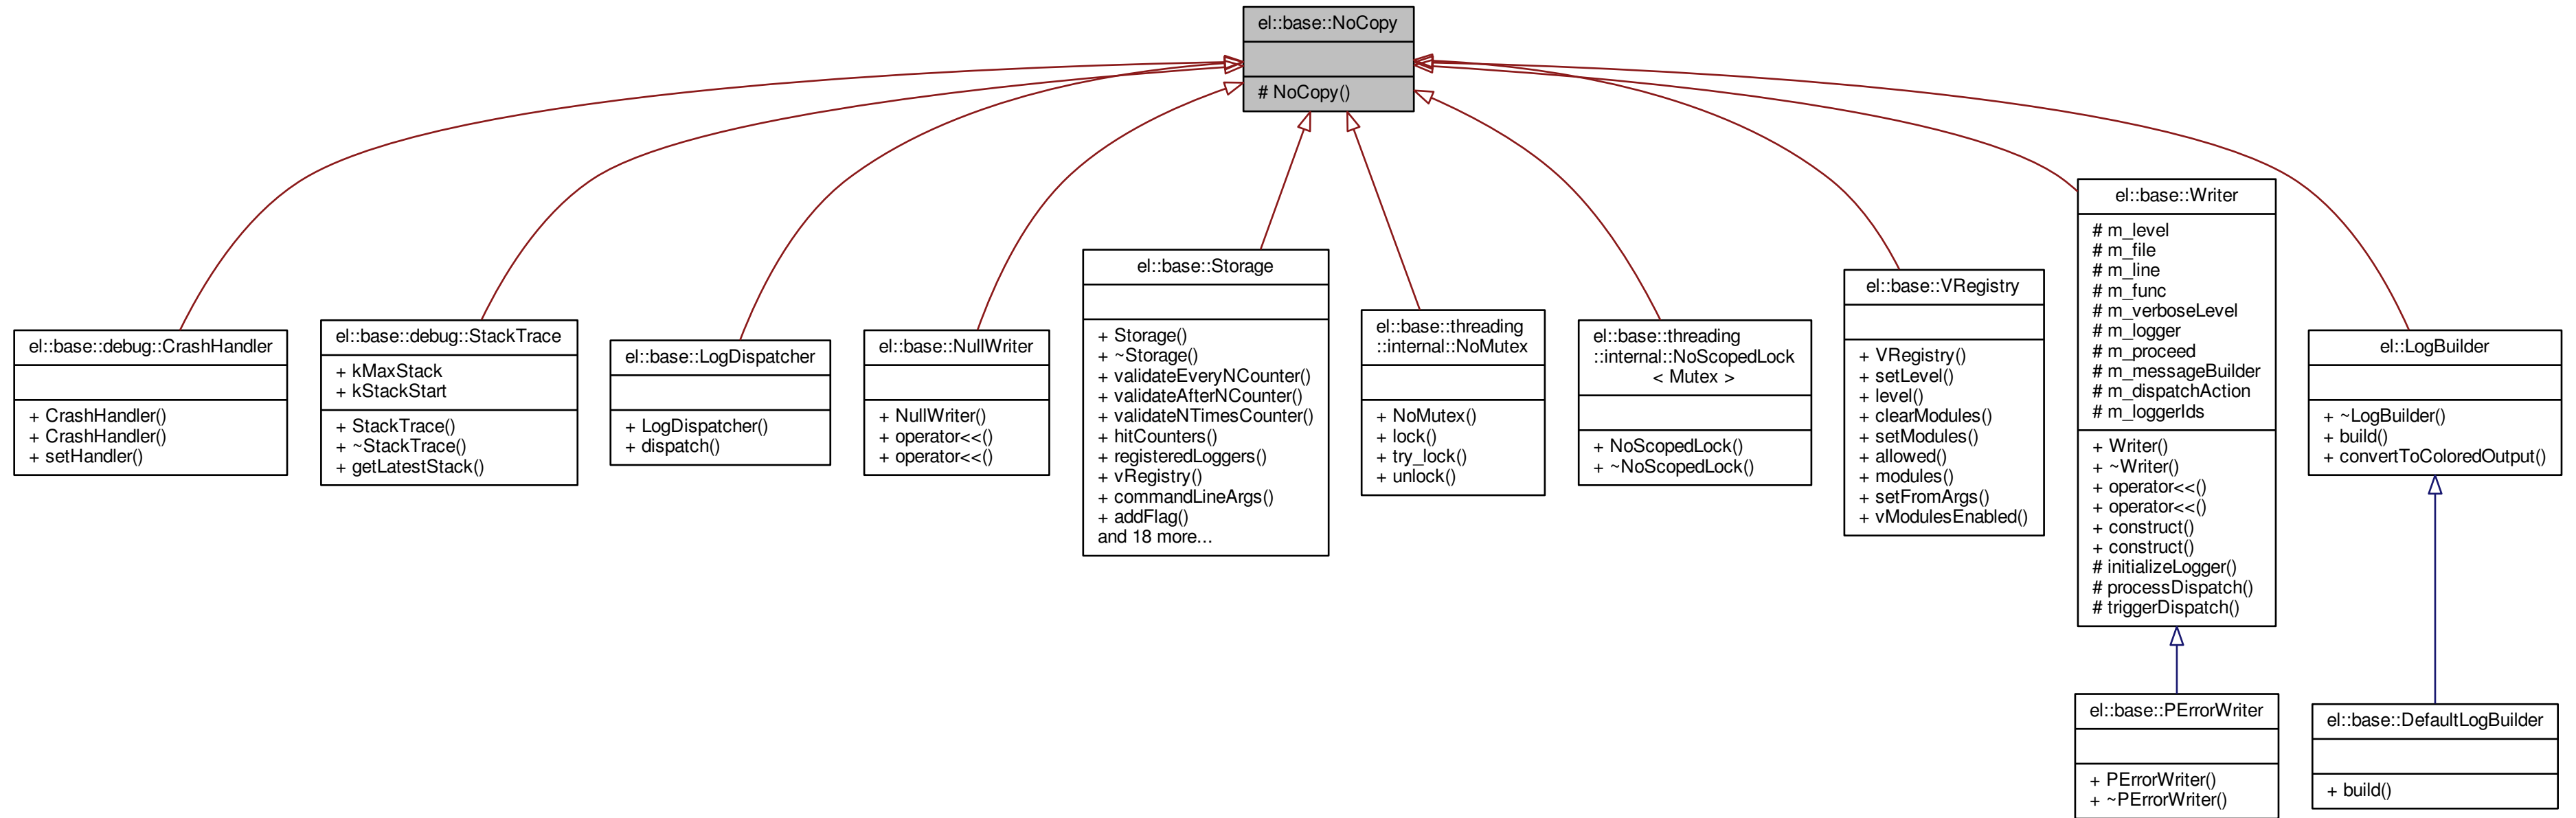 el::base::NoCopy
# NoCopy()
el::base::debug::CrashHandler
+ CrashHandler()
+ CrashHandler()
+ setHandler()
el::base::debug::StackTrace
+ kMaxStack
+ kStackStart
+ StackTrace()
+ ~StackTrace()
+ getLatestStack()
el::base::LogDispatcher
+ LogDispatcher()
+ dispatch()
el::base::NullWriter
+ NullWriter()
+ operator<<()
+ operator<<()
el::base::Storage
+ Storage()
+ ~Storage()
+ validateEveryNCounter()
+ validateAfterNCounter()
+ validateNTimesCounter()
+ hitCounters()
+ registeredLoggers()
+ vRegistry()
+ commandLineArgs()
+ addFlag()
and 18 more...
el::base::threading
::internal::NoMutex
+ NoMutex()
+ lock()
+ try_lock()
+ unlock()
el::base::threading
::internal::NoScopedLock
< Mutex >
+ NoScopedLock()
+ ~NoScopedLock()
el::base::VRegistry
+ VRegistry()
+ setLevel()
+ level()
+ clearModules()
+ setModules()
+ allowed()
+ modules()
+ setFromArgs()
+ vModulesEnabled()
el::base::Writer
# m_level
# m_file
# m_line
# m_func
# m_verboseLevel
# m_logger
# m_proceed
# m_messageBuilder
# m_dispatchAction
# m_loggerIds
+ Writer()
+ ~Writer()
+ operator<<()
+ operator<<()
+ construct()
+ construct()
# initializeLogger()
# processDispatch()
# triggerDispatch()
el::LogBuilder
+ ~LogBuilder()
+ build()
+ convertToColoredOutput()
el::base::PErrorWriter
+ PErrorWriter()
+ ~PErrorWriter()
el::base::DefaultLogBuilder
+ build()